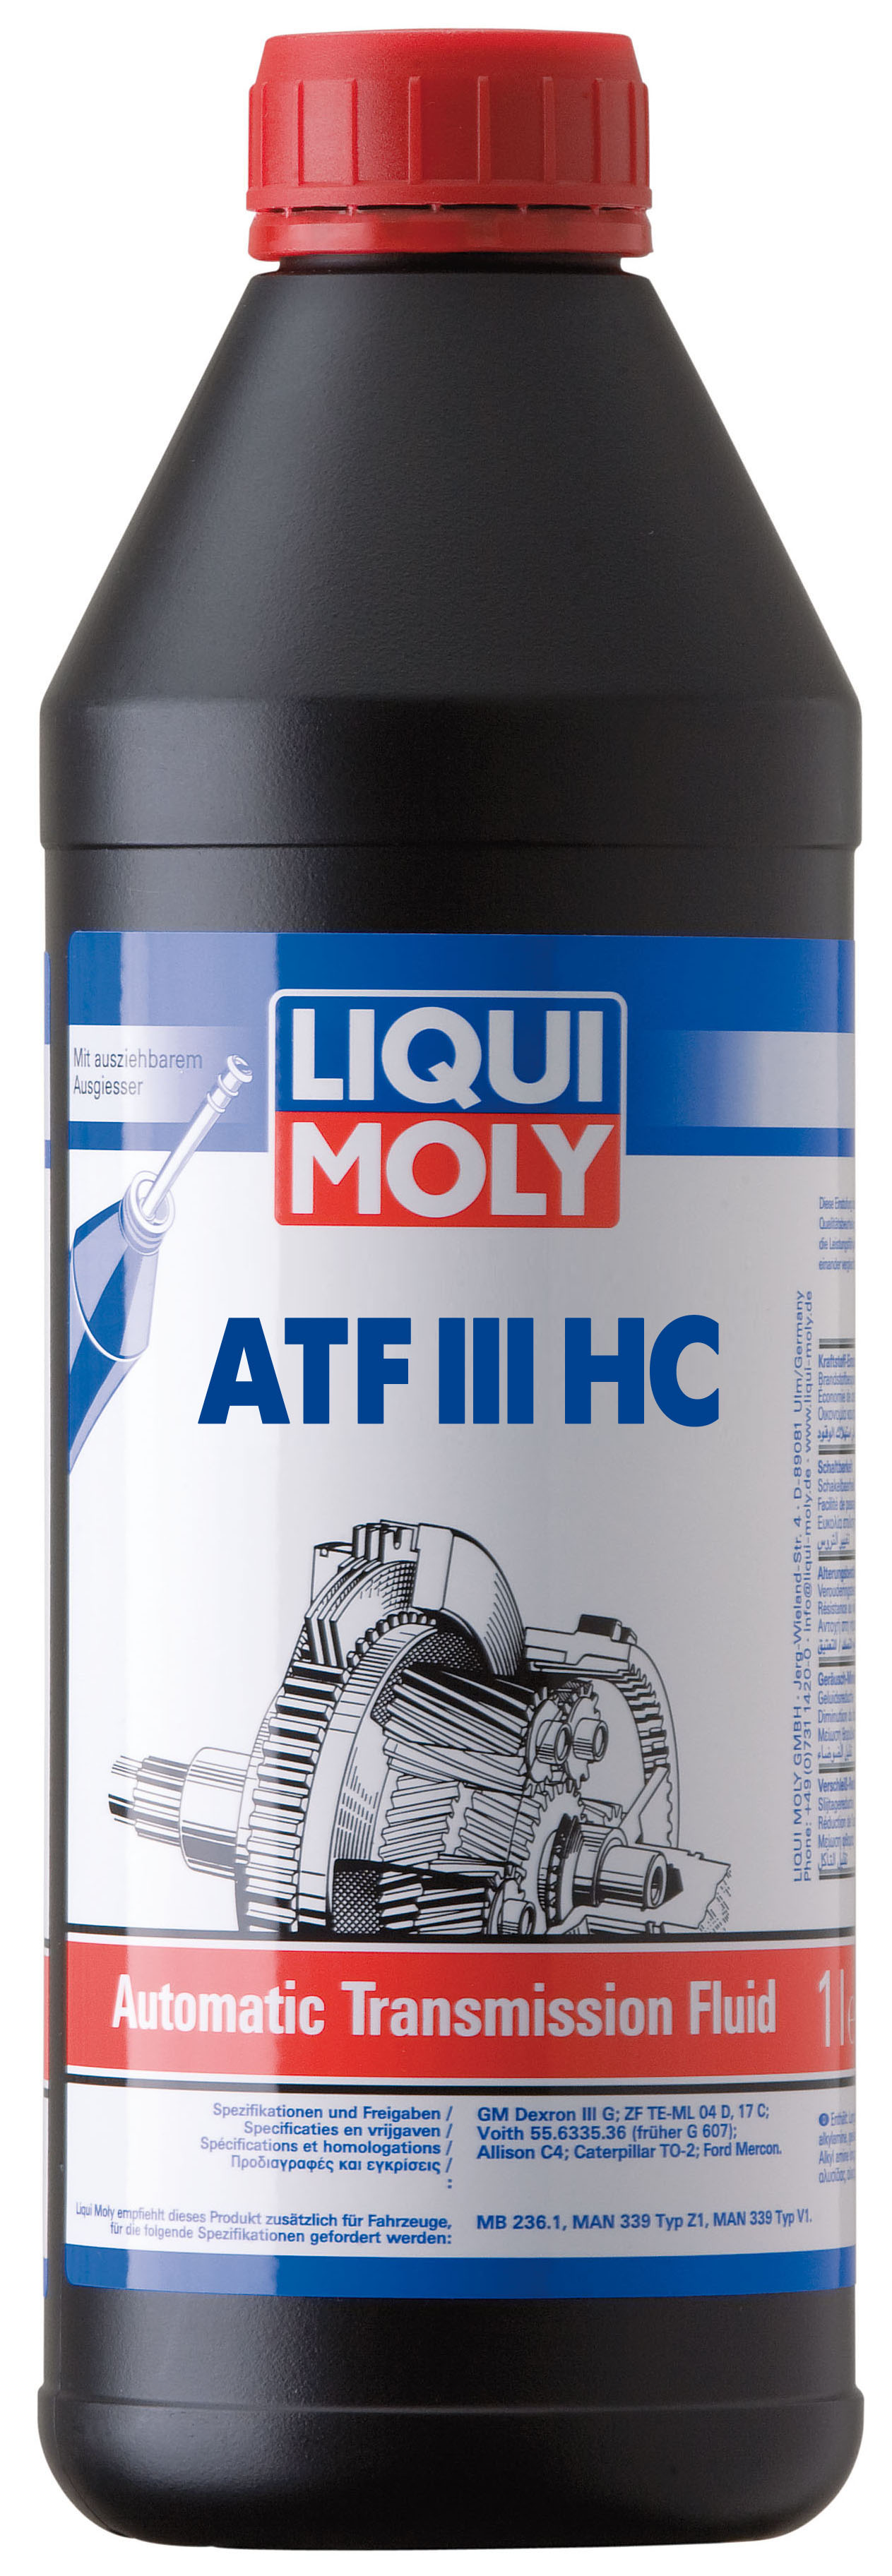 Mit ausziehbarem
Ausgiesser
LIQUI
MOLY
ATF III HC
LIQUI MOLY GMBH · Jerg-Wieland-Str. 4 · D-89081 Ulm/Germany
Phone: +49 (0)731 1420-0 · info@liqui-moly.de · www.liqui-moly.de
Automatic Transmission Fluid
1 l e
Spezifikationen und Freigaben /
Specificaties en vrijgaven /
Spécifications et homologations /
Προδιαγραφές και εγκρίσεις /
:
GM Dexron III G; ZF TE-ML 04 D, 17 C;
Voith 55.6335.36 (früher G 607);
Allison C4; Caterpillar TO-2; Ford Mercon.
Liqui Moly empfiehlt dieses Produkt zusätzlich für Fahrzeuge,
für die folgende Spezifikationen gefordert werden:
MB 236.1, MAN 339 Typ Z1, MAN 339 Typ V1.